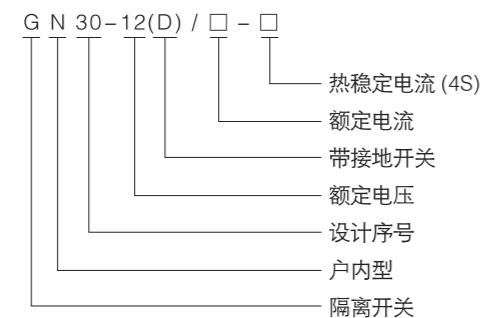 GN30-12(D)/□-□
热稳定电流(4S)
额定电流
带接地开关
额定电压
设计序号
户内型
隔离开关